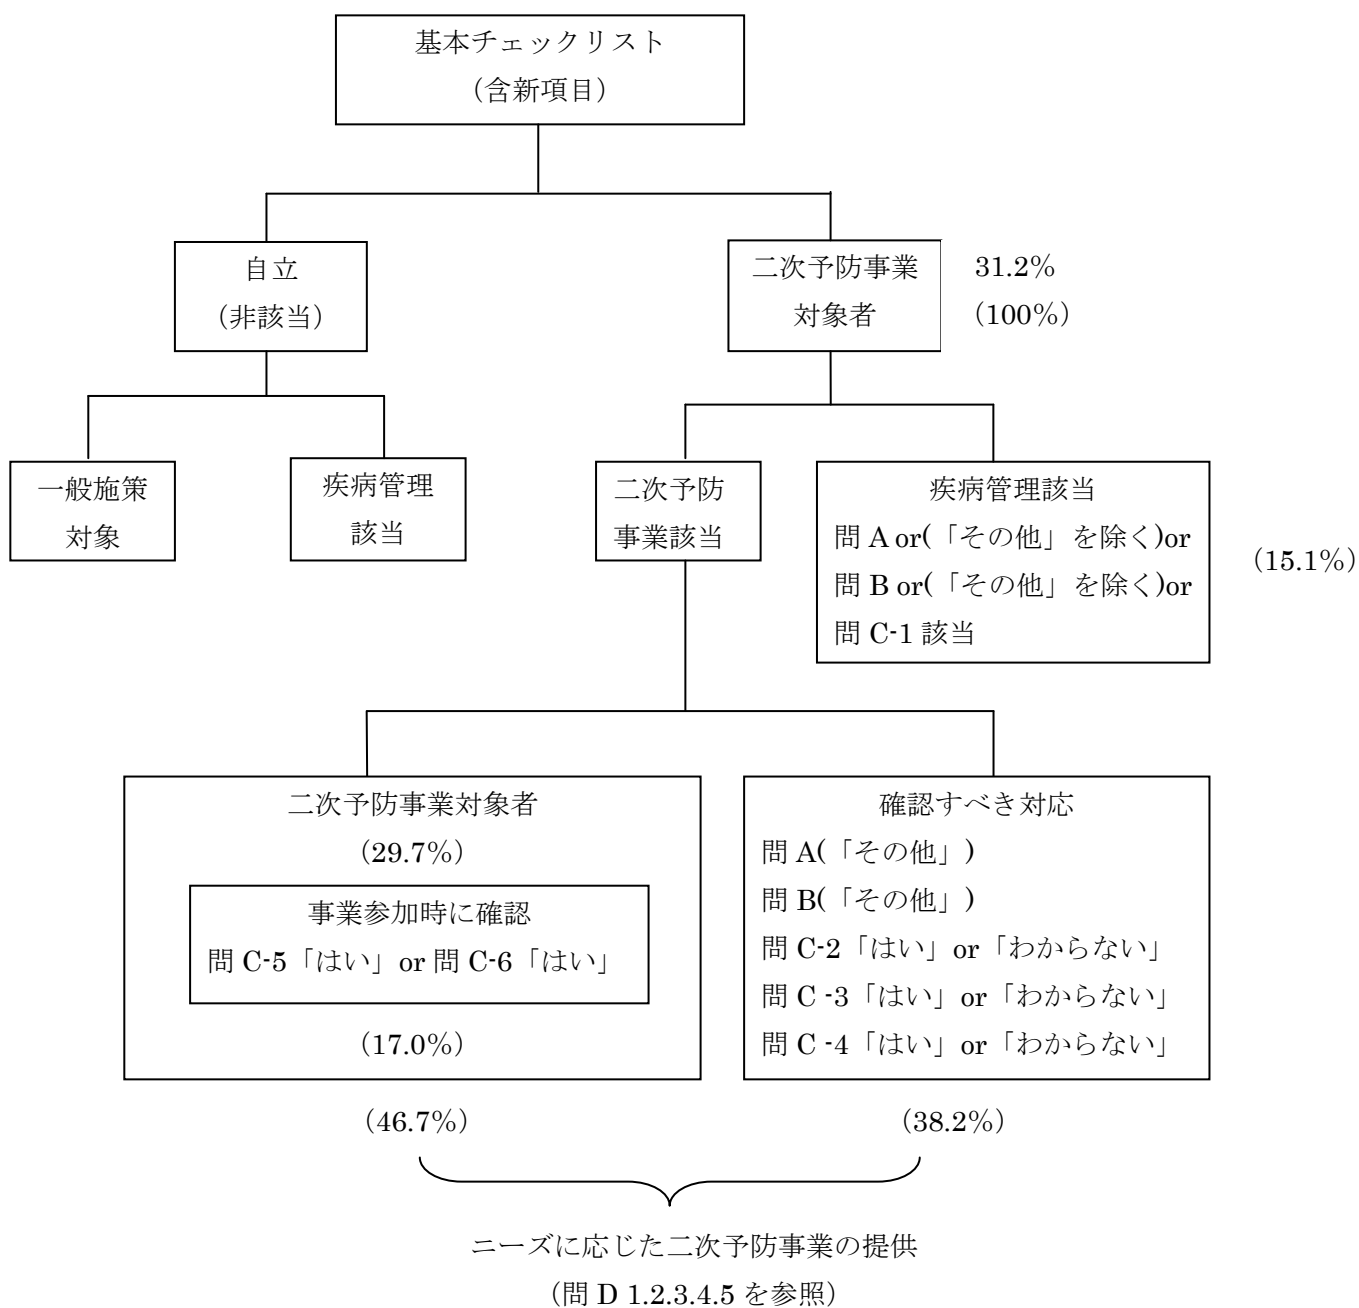 基本チェックリスト
（含新項目）
自立
（非該当）
二次予防事業
対象者
31.2%
（100%）
一般施策
対象
疾病管理
該当
二次予防
事業該当
疾病管理該当
問 A or(「その他」を除く)or
問 B or(「その他」を除く)or
問 C-1 該当
（15.1%）
二次予防事業対象者
（29.7%）
事業参加時に確認
問 C-5「はい」or 問 C-6「はい」
（17.0%）
（46.7%）
確認すべき対応
問 A(「その他」)
問 B(「その他」)
問 C-2「はい」or「わからない」
問 C -3「はい」or「わからない」
問 C -4「はい」or「わからない」
（38.2%）
ニーズに応じた二次予防事業の提供
（問 D 1.2.3.4.5 を参照）